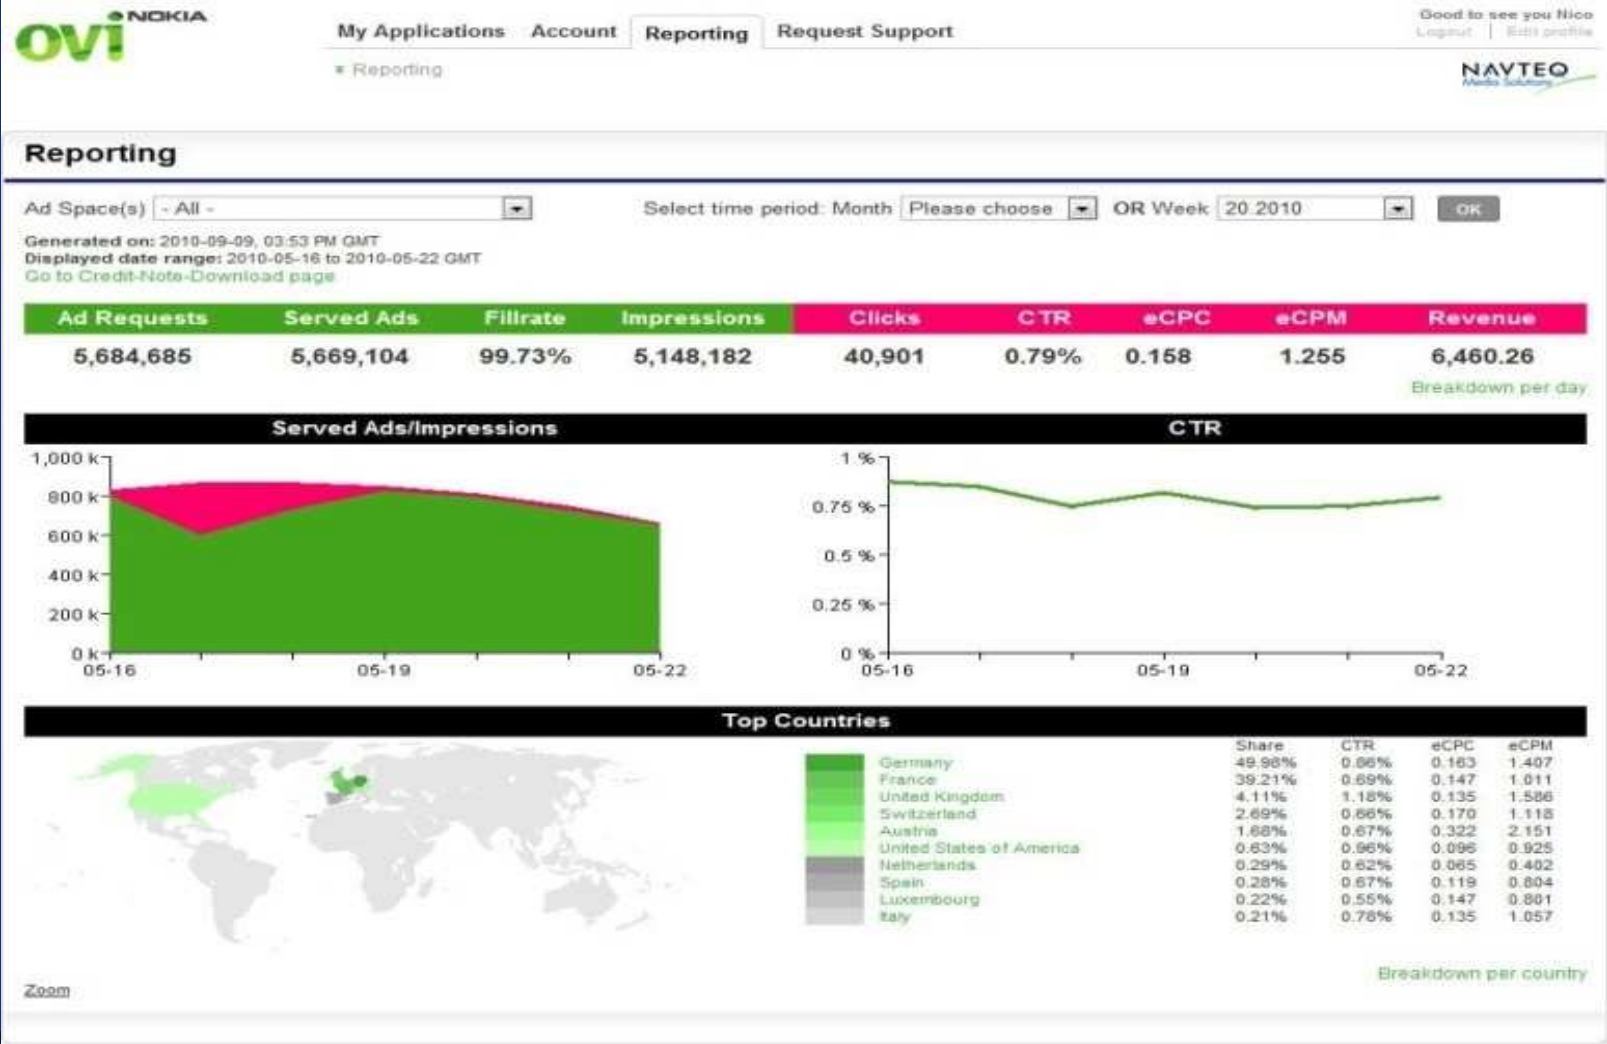 ovi NOKIA
My Applications Account Reporting Request Support
Good to see you Nico
Logout | Edit profile
Reporting
NAVTEQ
Media Solutions
Reporting
Ad Space(s) - All - Select time period: Month Please choose OR Week 20.2010 OK
Generated on: 2010-09-09, 03:53 PM GMT
Displayed date range: 2010-05-16 to 2010-05-22 GMT
Go to Credit-Note-Download page
Ad Requests Served Ads Fillrate Impressions Clicks CTR eCPC eCPM Revenue
5,684,685 5,669,104 99.73% 5,148,182 40,901 0.79% 0.158 1.255 6,460.26
Breakdown per day
Served Ads/Impressions
1,000 k
800 k
600 k
400 k
200 k
0 k
05-16 05-19 05-22
CTR
1 %
0.75 %
0.5 %
0.25 %
0 %
05-16 05-19 05-22
Top Countries
Share CTR eCPC eCPM
Germany 49.98% 0.86% 0.163 1.407
France 39.21% 0.69% 0.147 1.011
United Kingdom 4.11% 1.18% 0.135 1.586
Switzerland 2.69% 0.66% 0.170 1.118
Austria 1.68% 0.67% 0.322 2.151
United States of America 0.63% 0.96% 0.096 0.925
Netherlands 0.29% 0.62% 0.065 0.402
Spain 0.28% 0.67% 0.119 0.804
Luxembourg 0.22% 0.55% 0.147 0.801
Italy 0.21% 0.78% 0.135 1.057
Breakdown per country
Zoom